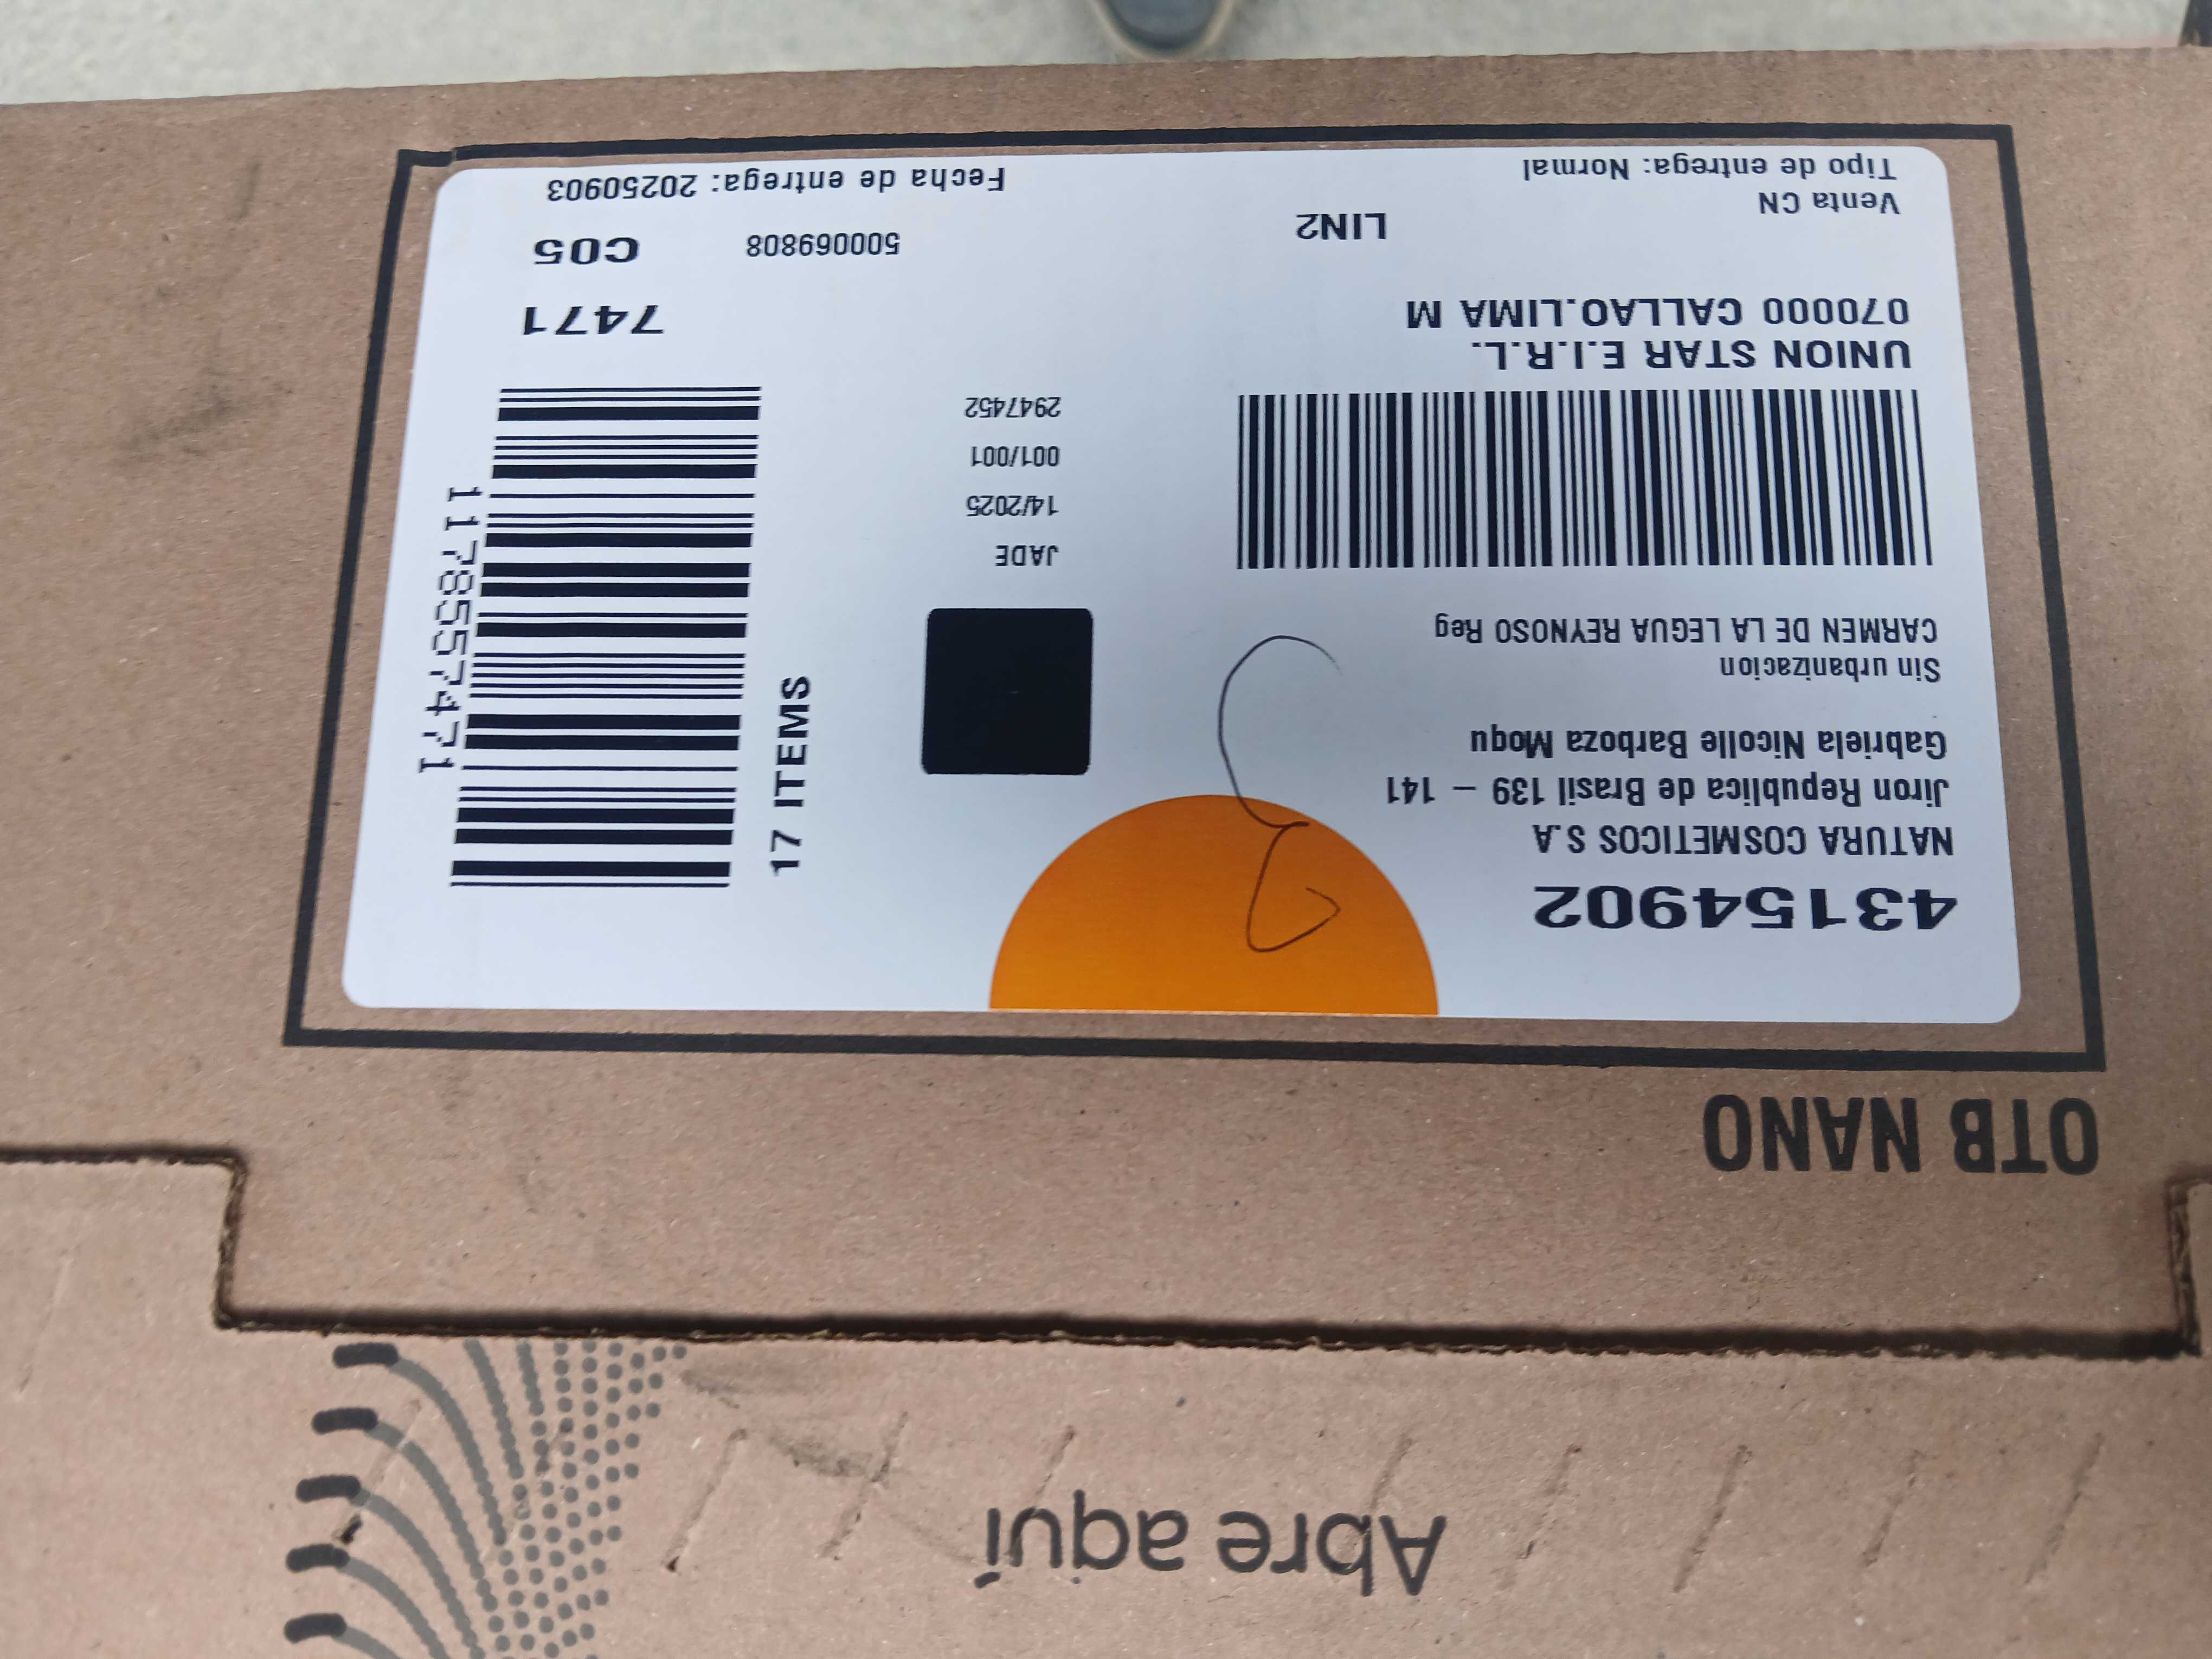 Abre aquí
OTB NANO
43154902
NATURA COSMETICOS S.A
Jiron Republica de Brasil 139 – 141
Gabriela Nicolle Barboza Moqu
Sin urbanizacion
CARMEN DE LA LEGUA REYNOSO Reg
UNION STAR E.I.R.L.
070000 CALLAO.LIMA M
Venta CN
Tipo de entrega: Normal
LIN2
JADE
14/2025
001/001
2947452
17 ITEMS
1178557471
7471
500069808
C05
Fecha de entrega: 20250903